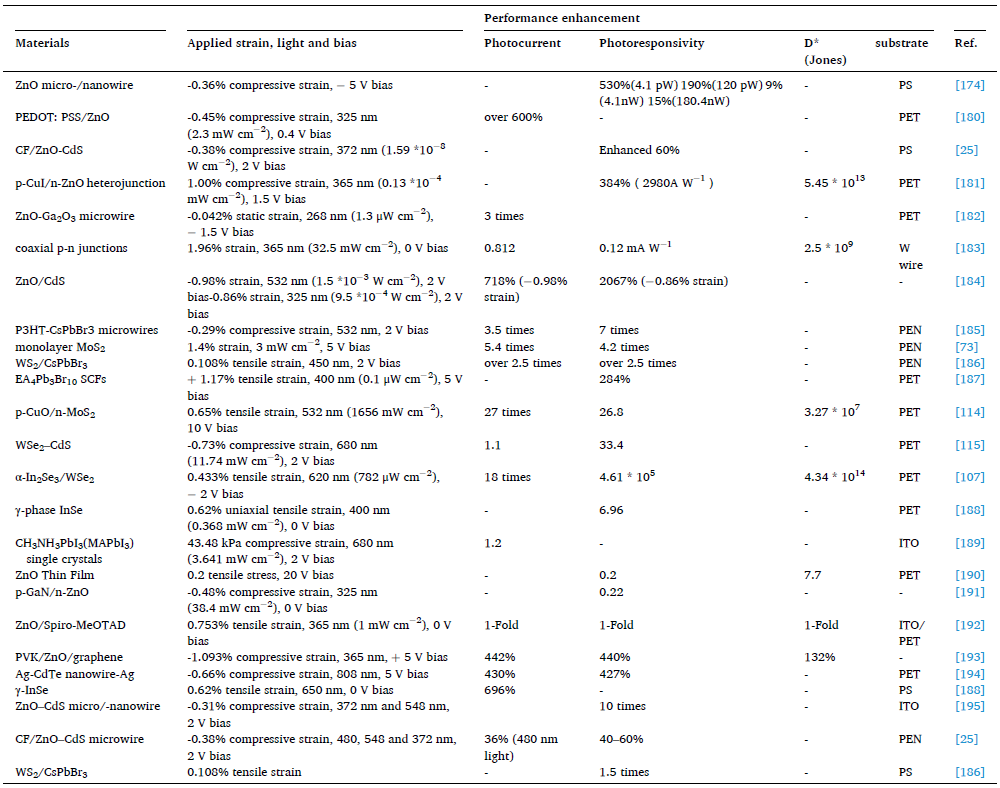 Performance enhancement
Materials Applied strain, light and bias Photocurrent Photoresponsivity D* substrate Ref.
(Jones)
ZnO micro-/nanowire -0.36% compressive strain, − 5 V bias - 530%(4.1 pW) 190%(120 pW) 9% - PS [174]
(4.1nW) 15%(180.4nW)
PEDOT: PSS/ZnO -0.45% compressive strain, 325 nm over 600% - - PET [180]
(2.3 mW cm⁻²), 0.4 V bias
CF/ZnO-CdS -0.38% compressive strain, 372 nm (1.59 *10⁻⁸ - Enhanced 60% - PS [25]
W cm⁻²), 2 V bias
p-CuI/n-ZnO heterojunction 1.00% compressive strain, 365 nm (0.13 *10⁻⁴ - 384% ( 2980A W⁻¹ ) 5.45 * 10¹³ PET [181]
mW cm⁻²), 1.5 V bias
ZnO-Ga₂O₃ microwire -0.042% static strain, 268 nm (1.3 μW cm⁻²), 3 times - PET [182]
− 1.5 V bias
coaxial p-n junctions 1.96% strain, 365 nm (32.5 mW cm⁻²), 0 V bias 0.812 0.12 mA W⁻¹ 2.5 * 10⁹ W [183]
wire
ZnO/CdS -0.98% strain, 532 nm (1.5 *10⁻³ W cm⁻²), 2 V 718% (−0.98% 2067% (−0.86% strain) - - [184]
bias-0.86% strain, 325 nm (9.5 *10⁻⁴ W cm⁻²), 2 V strain)
bias
P3HT-CsPbBr3 microwires -0.29% compressive strain, 532 nm, 2 V bias 3.5 times 7 times - PEN [185]
monolayer MoS₂ 1.4% strain, 3 mW cm⁻², 5 V bias 5.4 times 4.2 times - PEN [73]
WS₂/CsPbBr₃ 0.108% tensile strain, 450 nm, 2 V bias over 2.5 times over 2.5 times - PEN [186]
EA₄Pb₃Br₁₀ SCFs + 1.17% tensile strain, 400 nm (0.1 μW cm⁻²), 5 V - 284% PET [187]
bias
p-CuO/n-MoS₂ 0.65% tensile strain, 532 nm (1656 mW cm⁻²), 27 times 26.8 3.27 * 10⁷ PET [114]
10 V bias
WSe₂–CdS -0.73% compressive strain, 680 nm 1.1 33.4 - PET [115]
(11.74 mW cm⁻²), 2 V bias
α-In₂Se₃/WSe₂ 0.433% tensile strain, 620 nm (782 μW cm⁻²), 18 times 4.61 * 10⁵ 4.34 * 10¹⁴ PET [107]
− 2 V bias
γ-phase InSe 0.62% uniaxial tensile strain, 400 nm - 6.96 - PET [188]
(0.368 mW cm⁻²), 0 V bias
CH₃NH₃PbI₃(MAPbI₃) 43.48 kPa compressive strain, 680 nm 1.2 - - ITO [189]
single crystals (3.641 mW cm⁻²), 2 V bias
ZnO Thin Film 0.2 tensile stress, 20 V bias - 0.2 7.7 PET [190]
p-GaN/n-ZnO -0.48% compressive strain, 325 nm 0.22 - - [191]
(38.4 mW cm⁻²), 0 V bias
ZnO/Spiro-MeOTAD 0.753% tensile strain, 365 nm (1 mW cm⁻²), 0 V 1-Fold 1-Fold 1-Fold ITO/ [192]
bias PET
PVK/ZnO/graphene -1.093% compressive strain, 365 nm, + 5 V bias 442% 440% 132% - [193]
Ag-CdTe nanowire-Ag -0.66% compressive strain, 808 nm, 5 V bias 430% 427% - PET [194]
γ-InSe 0.62% tensile strain, 650 nm, 0 V bias 696% - - PS [188]
ZnO–CdS micro/-nanowire -0.31% compressive strain, 372 nm and 548 nm, 10 times - ITO [195]
2 V bias
CF/ZnO–CdS microwire -0.38% compressive strain, 480, 548 and 372 nm, 36% (480 nm 40–60% - PEN [25]
2 V bias light)
WS₂/CsPbBr₃ 0.108% tensile strain - 1.5 times - PS [186]